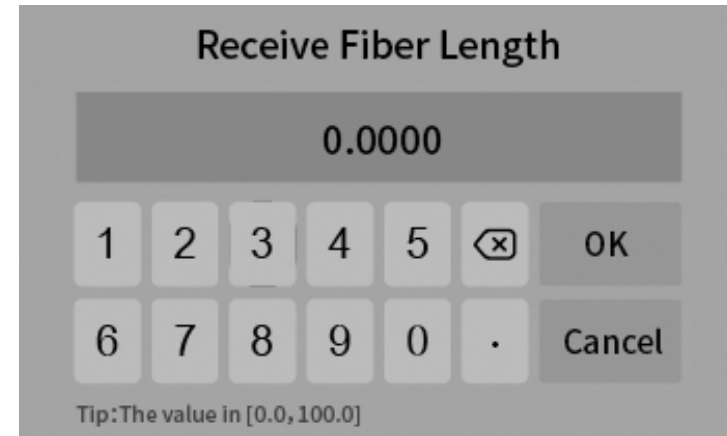 Receive Fiber Length
0.0000
1 2 3 4 5 OK
6 7 8 9 0 . Cancel
Tip:The value in [0.0,100.0]